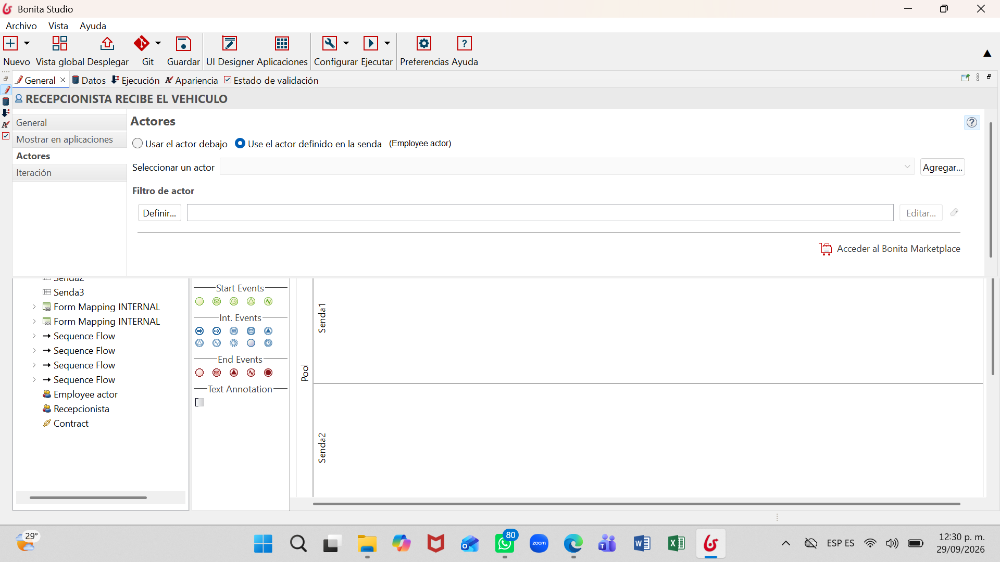 Bonita Studio
Archivo Vista Ayuda
Nuevo Vista global Desplegar Git Guardar UI Designer Aplicaciones Configurar Ejecutar Preferencias Ayuda
General Datos Ejecución Apariencia Estado de validación
RECEPCIONISTA RECIBE EL VEHICULO
General
Mostrar en aplicaciones
Actores
Iteración
Actores
Usar el actor debajo Use el actor definido en la senda (Employee actor)
Seleccionar un actor Agregar...
Filtro de actor
Definir... Editar...
Acceder al Bonita Marketplace
Senda2
Senda3
Form Mapping INTERNAL
Form Mapping INTERNAL
Sequence Flow
Sequence Flow
Sequence Flow
Sequence Flow
Employee actor
Recepcionista
Contract
Start Events
Int. Events
End Events
Text Annotation
Pool
Senda1
Senda2
29°
80
zoom
ESP ES
12:30 p. m.
29/09/2026